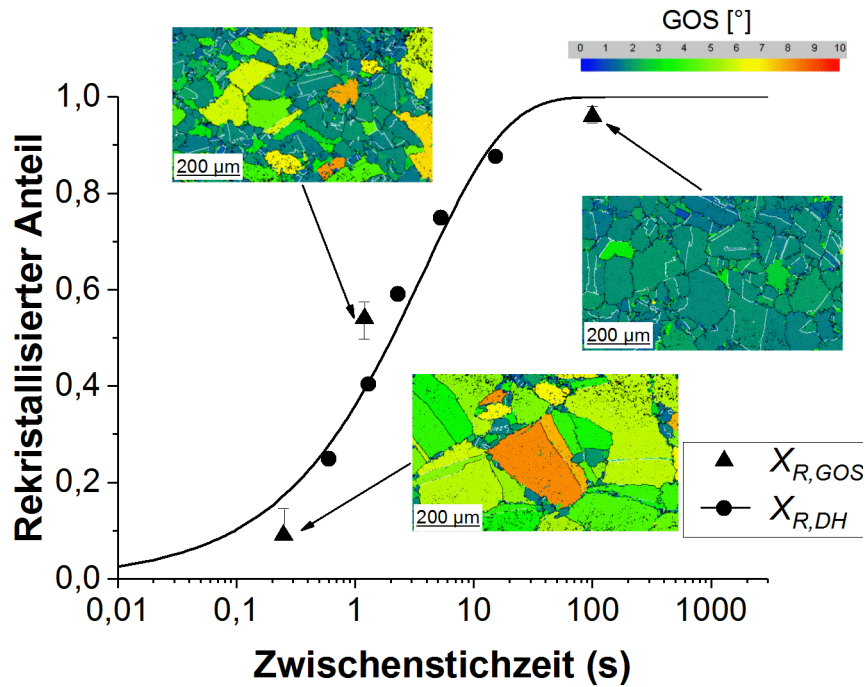 GOS [°]
0 1 2 3 4 5 6 7 8 9 10
200 µm
200 µm
200 µm
Rekristallisierter Anteil
1,0
0,8
0,6
0,4
0,2
0,0
0,01 0,1 1 10 100 1000
Zwischenstichzeit (s)
X_{R,GOS}
X_{R,DH}